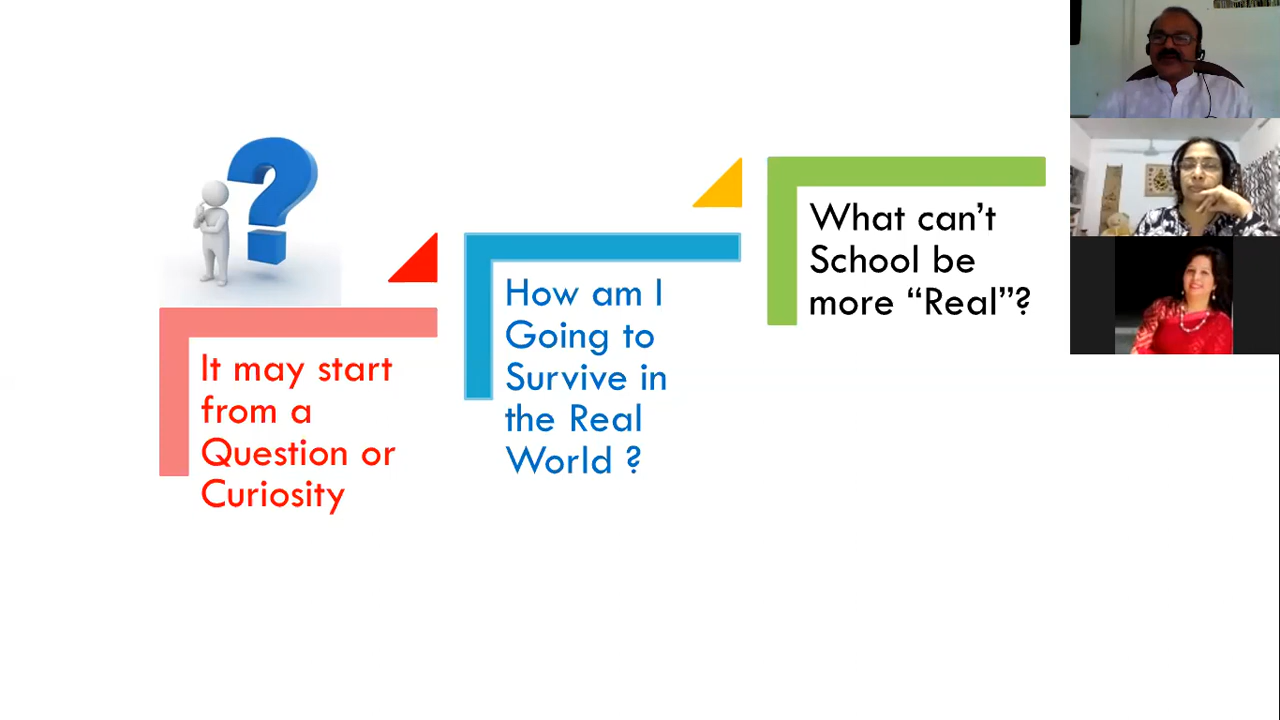 It may start
from a
Question or
Curiosity
How am I
Going to
Survive in
the Real
World ?
What can’t
School be
more “Real”?